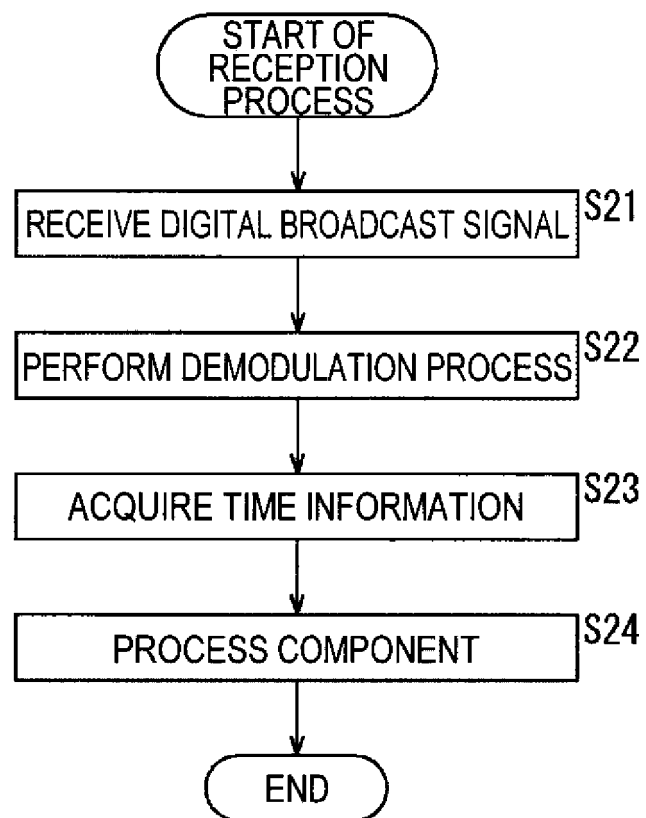 START OF
RECEPTION
PROCESS
RECEIVE DIGITAL BROADCAST SIGNAL
S21
PERFORM DEMODULATION PROCESS
S22
ACQUIRE TIME INFORMATION
S23
PROCESS COMPONENT
S24
END